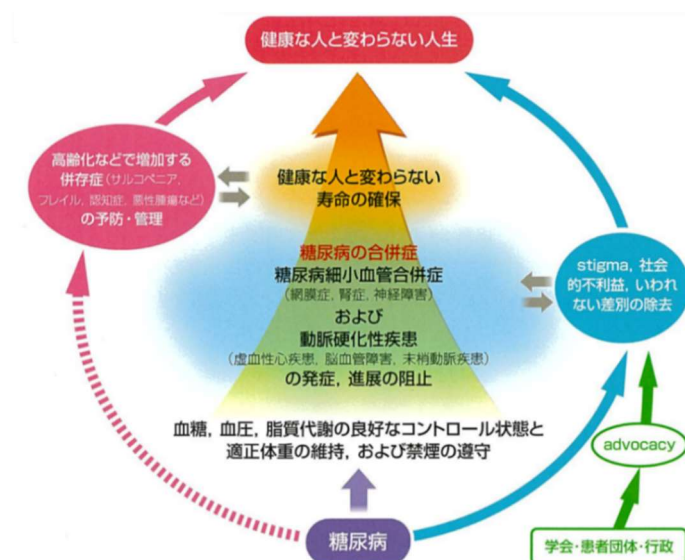 健康な人と変わらない人生
高齢化などで増加する
併存症(サルコペニア,
フレイル, 認知症, 悪性腫瘍など)
の予防・管理
健康な人と変わらない
寿命の確保
糖尿病の合併症
糖尿病細小血管合併症
(網膜症, 腎症, 神経障害)
および
動脈硬化性疾患
(虚血性心疾患, 脳血管障害, 末梢動脈疾患)
の発症, 進展の阻止
stigma, 社会
的不利益, いわれ
ない差別の除去
血糖, 血圧, 脂質代謝の良好なコントロール状態と
適正体重の維持, および禁煙の遵守
advocacy
糖尿病
学会・患者団体・行政